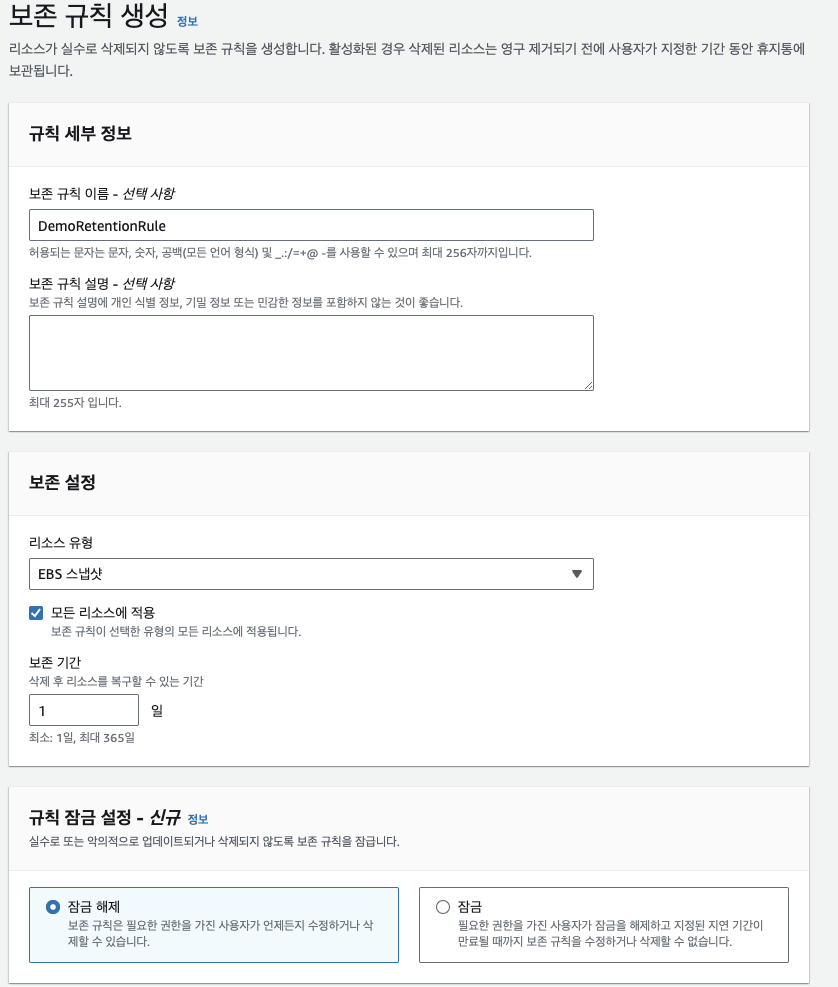 보존 규칙 생성 정보
리소스가 실수로 삭제되지 않도록 보존 규칙을 생성합니다. 활성화된 경우 삭제된 리소스는 영구 제거되기 전에 사용자가 지정한 기간 동안 휴지통에
보관됩니다.
규칙 세부 정보
보존 규칙 이름 - 선택 사항
DemoRetentionRule
허용되는 문자는 문자, 숫자, 공백(모든 언어 형식) 및 _.:/=+@ -를 사용할 수 있으며 최대 256자까지입니다.
보존 규칙 설명 - 선택 사항
보존 규칙 설명에 개인 식별 정보, 기밀 정보 또는 민감한 정보를 포함하지 않는 것이 좋습니다.
최대 255자 입니다.
보존 설정
리소스 유형
EBS 스냅샷
모든 리소스에 적용
보존 규칙이 선택한 유형의 모든 리소스에 적용됩니다.
보존 기간
삭제 후 리소스를 복구할 수 있는 기간
1 일
최소: 1일, 최대 365일
규칙 잠금 설정 - 신규 정보
실수로 또는 악의적으로 업데이트되거나 삭제되지 않도록 보존 규칙을 잠급니다.
잠금 해제
보존 규칙은 필요한 권한을 가진 사용자가 언제든지 수정하거나 삭
제할 수 있습니다.
잠금
필요한 권한을 가진 사용자가 잠금을 해제하고 지정된 지연 기간이
만료될 때까지 보존 규칙을 수정하거나 삭제할 수 없습니다.